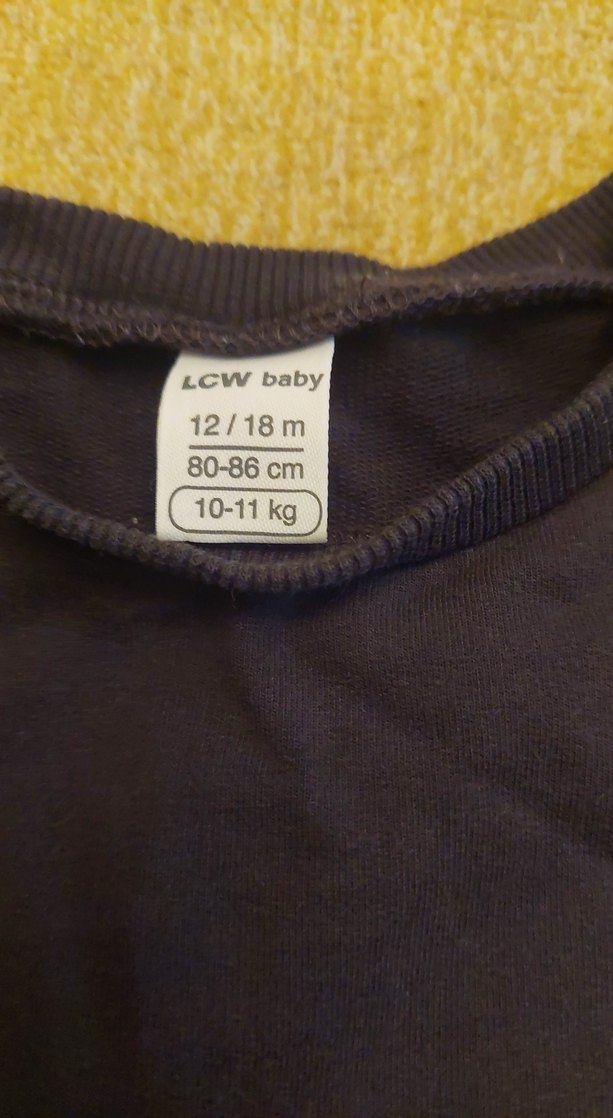 LCW baby
12 / 18 m
80-86 cm
10-11 kg